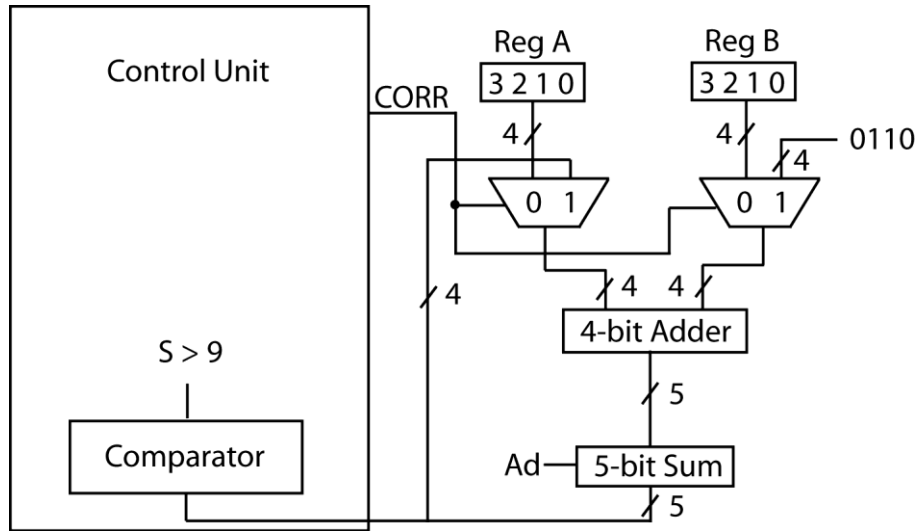 Control Unit
CORR
Reg A
Reg B
3 2 1 0
3 2 1 0
4
4
4
0110
0 1
0 1
4
4
4
4-bit Adder
S > 9
5
Comparator
Ad
5-bit Sum
5